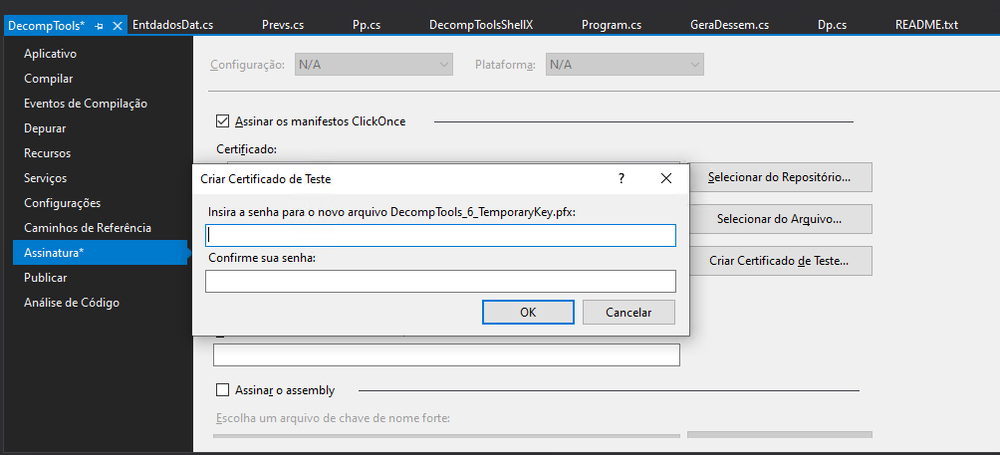 DecompTools* EntdadosDat.cs Prevs.cs Pp.cs DecompToolsShellX Program.cs GeraDessem.cs Dp.cs README.txt
Aplicativo
Compilar
Eventos de Compilação
Depurar
Recursos
Serviços
Configurações
Caminhos de Referência
Assinatura*
Publicar
Análise de Código
Configuração: N/A Plataforma: N/A
Assinar os manifestos ClickOnce
Certificado:
Selecionar do Repositório...
Selecionar do Arquivo...
Criar Certificado de Teste...
Criar Certificado de Teste ?
Insira a senha para o novo arquivo DecompTools_6_TemporaryKey.pfx:
Confirme sua senha:
OK Cancelar
Assinar o assembly
Escolha um arquivo de chave de nome forte: